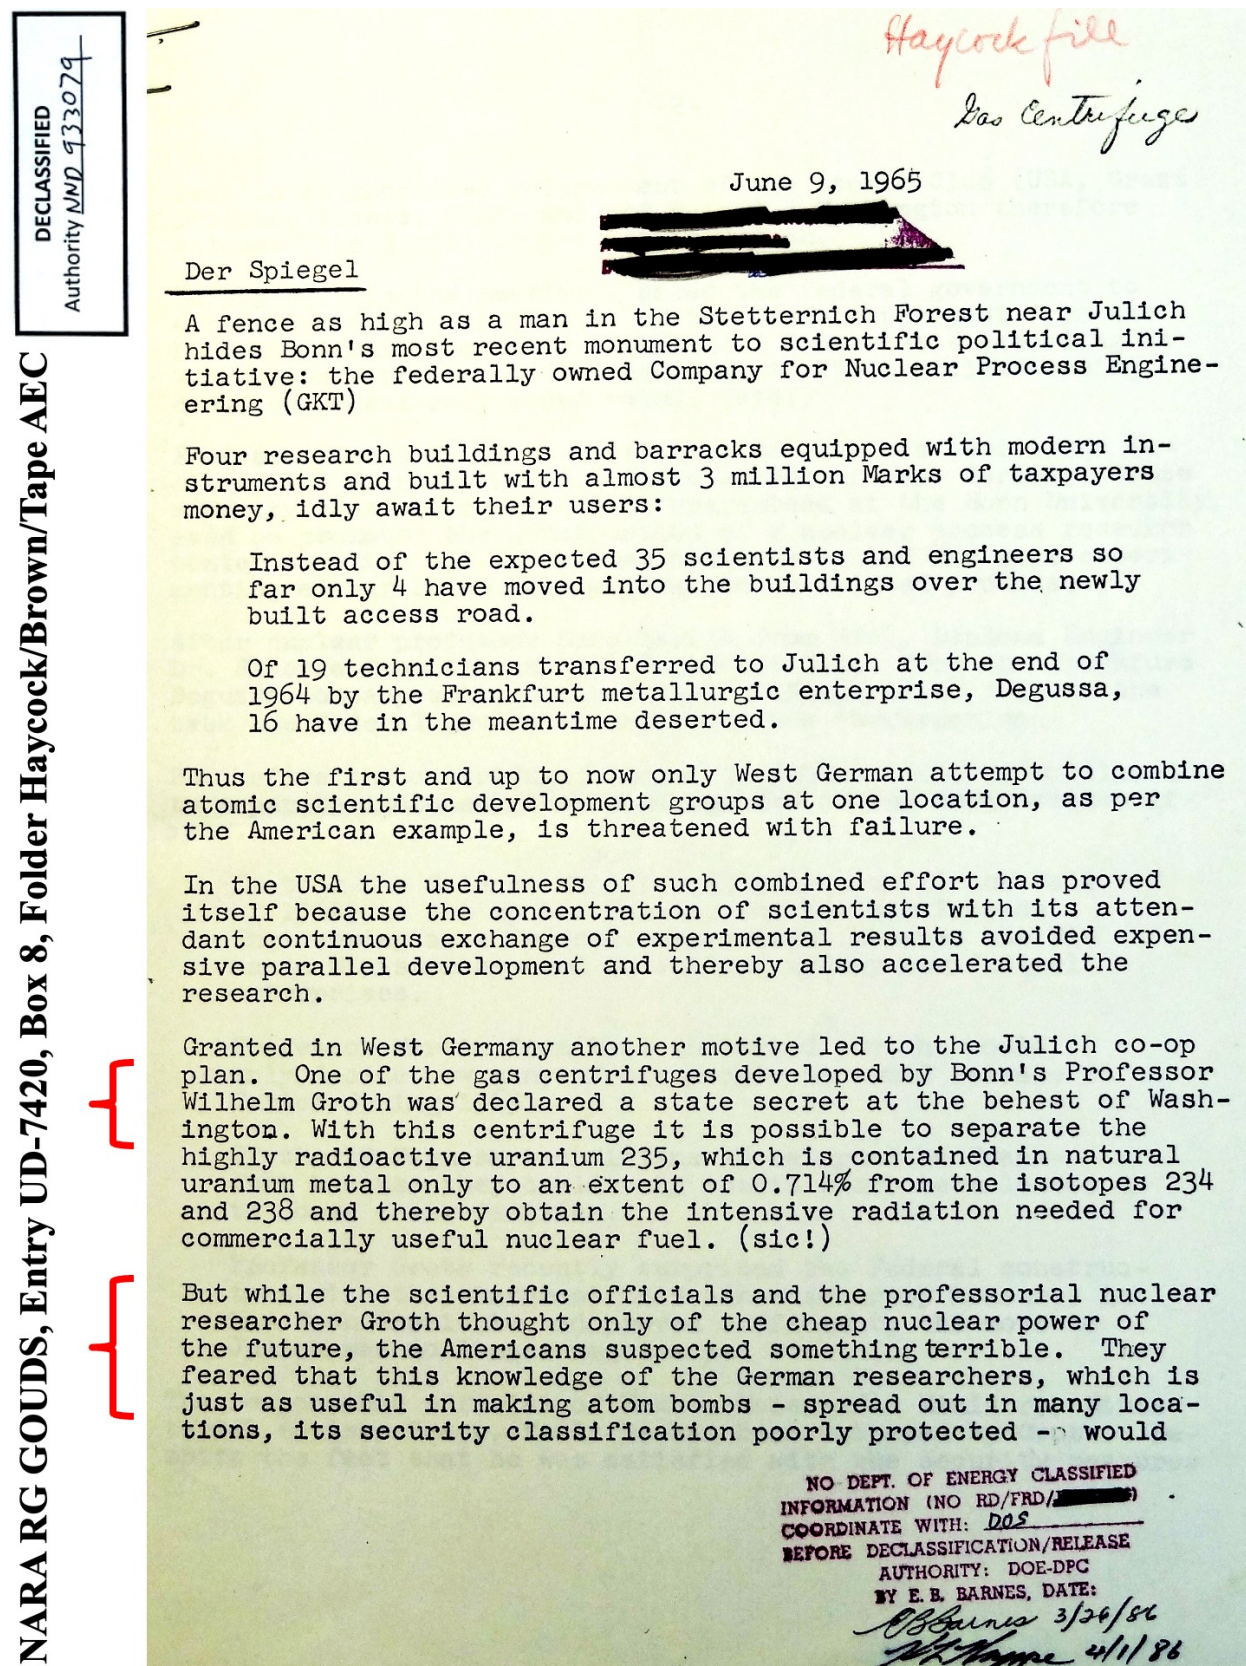 DECLASSIFIED
Authority NND 933079
NARA RG GOUDS, Entry UD-7420, Box 8, Folder Haycock/Brown/Tape AEC
Haycock file
Gas Centrifuge
June 9, 1965
Der Spiegel
A fence as high as a man in the Stetternich Forest near Julich
hides Bonn's most recent monument to scientific political ini-
tiative: the federally owned Company for Nuclear Process Engine-
ering (GKT)
Four research buildings and barracks equipped with modern in-
struments and built with almost 3 million Marks of taxpayers
money, idly await their users:
Instead of the expected 35 scientists and engineers so
far only 4 have moved into the buildings over the newly
built access road.
Of 19 technicians transferred to Julich at the end of
1964 by the Frankfurt metallurgic enterprise, Degussa,
16 have in the meantime deserted.
Thus the first and up to now only West German attempt to combine
atomic scientific development groups at one location, as per
the American example, is threatened with failure.
In the USA the usefulness of such combined effort has proved
itself because the concentration of scientists with its atten-
dant continuous exchange of experimental results avoided expen-
sive parallel development and thereby also accelerated the
research.
Granted in West Germany another motive led to the Julich co-op
plan. One of the gas centrifuges developed by Bonn's Professor
Wilhelm Groth was declared a state secret at the behest of Wash-
ington. With this centrifuge it is possible to separate the
highly radioactive uranium 235, which is contained in natural
uranium metal only to an extent of 0.714% from the isotopes 234
and 238 and thereby obtain the intensive radiation needed for
commercially useful nuclear fuel. (sic!)
But while the scientific officials and the professorial nuclear
researcher Groth thought only of the cheap nuclear power of
the future, the Americans suspected something terrible. They
feared that this knowledge of the German researchers, which is
just as useful in making atom bombs - spread out in many loca-
tions, its security classification poorly protected - would
NO DEPT. OF ENERGY CLASSIFIED
INFORMATION (NO RD/FRD/
COORDINATE WITH: DOS
BEFORE DECLASSIFICATION/RELEASE
AUTHORITY: DOE-DPC
BY E. B. BARNES, DATE:
EBBarnes 3/26/86
4/1/86